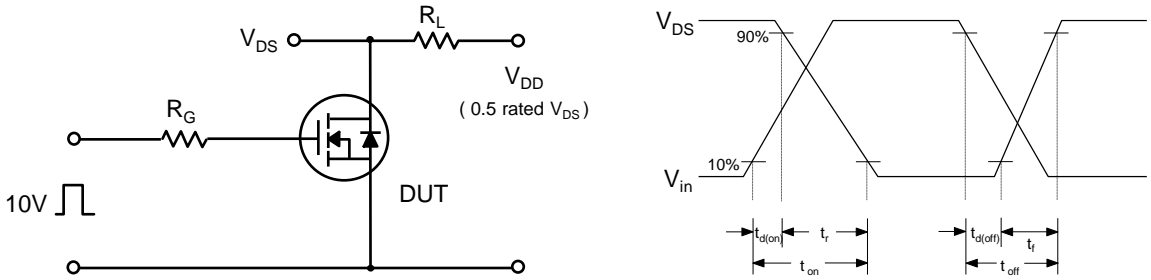 R_L
V_DS
V_DD
( 0.5 rated V_DS )
R_G
10V
DUT
V_DS
90%
10%
V_in
t_d(on)
t_r
t_on
t_d(off)
t_f
t_off